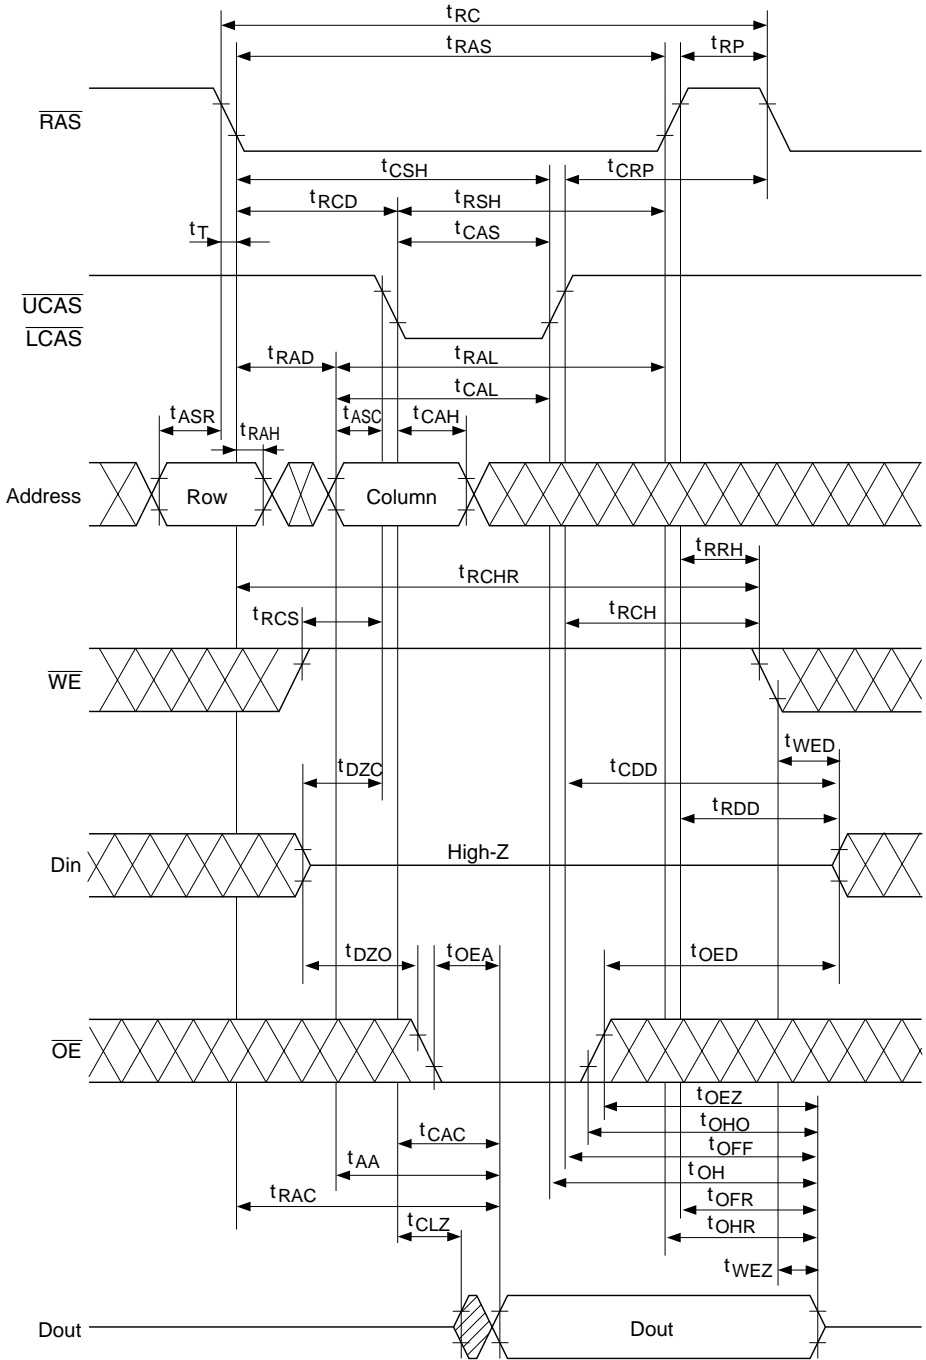 tRC
tRAS
tRP
RAS
tCSH
tCRP
tRCD
tRSH
tT
tCAS
UCAS
LCAS
tRAD
tRAL
tCAL
tASR
tRAH
tASC
tCAH
Address
Row
Column
tRRH
tRCHR
tRCS
tRCH
WE
tWED
tDZC
tCDD
tRDD
Din
High-Z
tDZO
tOEA
tOED
OE
tOEZ
tOHO
tCAC
tOFF
tAA
tOH
tRAC
tOFR
tCLZ
tOHR
tWEZ
Dout
Dout